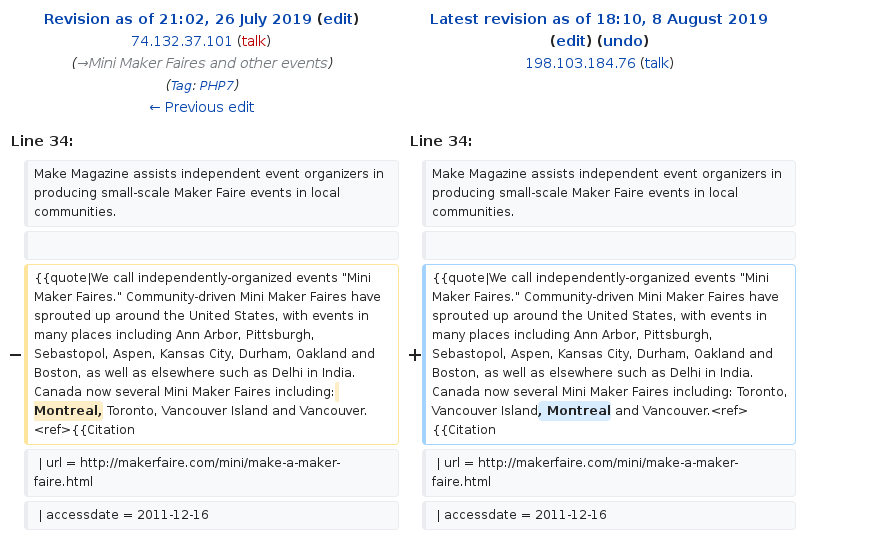 Revision as of 21:02, 26 July 2019 (edit)
74.132.37.101 (talk)
(→Mini Maker Faires and other events)
(Tag: PHP7)
← Previous edit
Latest revision as of 18:10, 8 August 2019
(edit) (undo)
198.103.184.76 (talk)
Line 34:
Make Magazine assists independent event organizers in
producing small-scale Maker Faire events in local
communities.
−
{{quote|We call independently-organized events "Mini
Maker Faires." Community-driven Mini Maker Faires have
sprouted up around the United States, with events in
many places including Ann Arbor, Pittsburgh,
Sebastopol, Aspen, Kansas City, Durham, Oakland and
Boston, as well as elsewhere such as Delhi in India.
Canada now several Mini Maker Faires including:
Montreal, Toronto, Vancouver Island and Vancouver.
<ref>{{Citation
| url = http://makerfaire.com/mini/make-a-maker-
faire.html
| accessdate = 2011-12-16
Line 34:
Make Magazine assists independent event organizers in
producing small-scale Maker Faire events in local
communities.
+
{{quote|We call independently-organized events "Mini
Maker Faires." Community-driven Mini Maker Faires have
sprouted up around the United States, with events in
many places including Ann Arbor, Pittsburgh,
Sebastopol, Aspen, Kansas City, Durham, Oakland and
Boston, as well as elsewhere such as Delhi in India.
Canada now several Mini Maker Faires including: Toronto,
Vancouver Island, Montreal and Vancouver.<ref>
{{Citation
| url = http://makerfaire.com/mini/make-a-maker-
faire.html
| accessdate = 2011-12-16